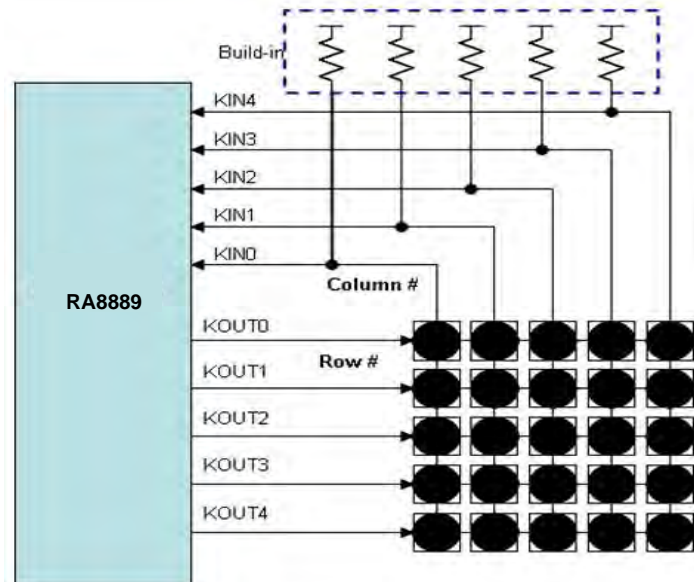 Build-in
KIN4
KIN3
KIN2
KIN1
KIN0
Column #
RA8889
KOUT0
Row #
KOUT1
KOUT2
KOUT3
KOUT4